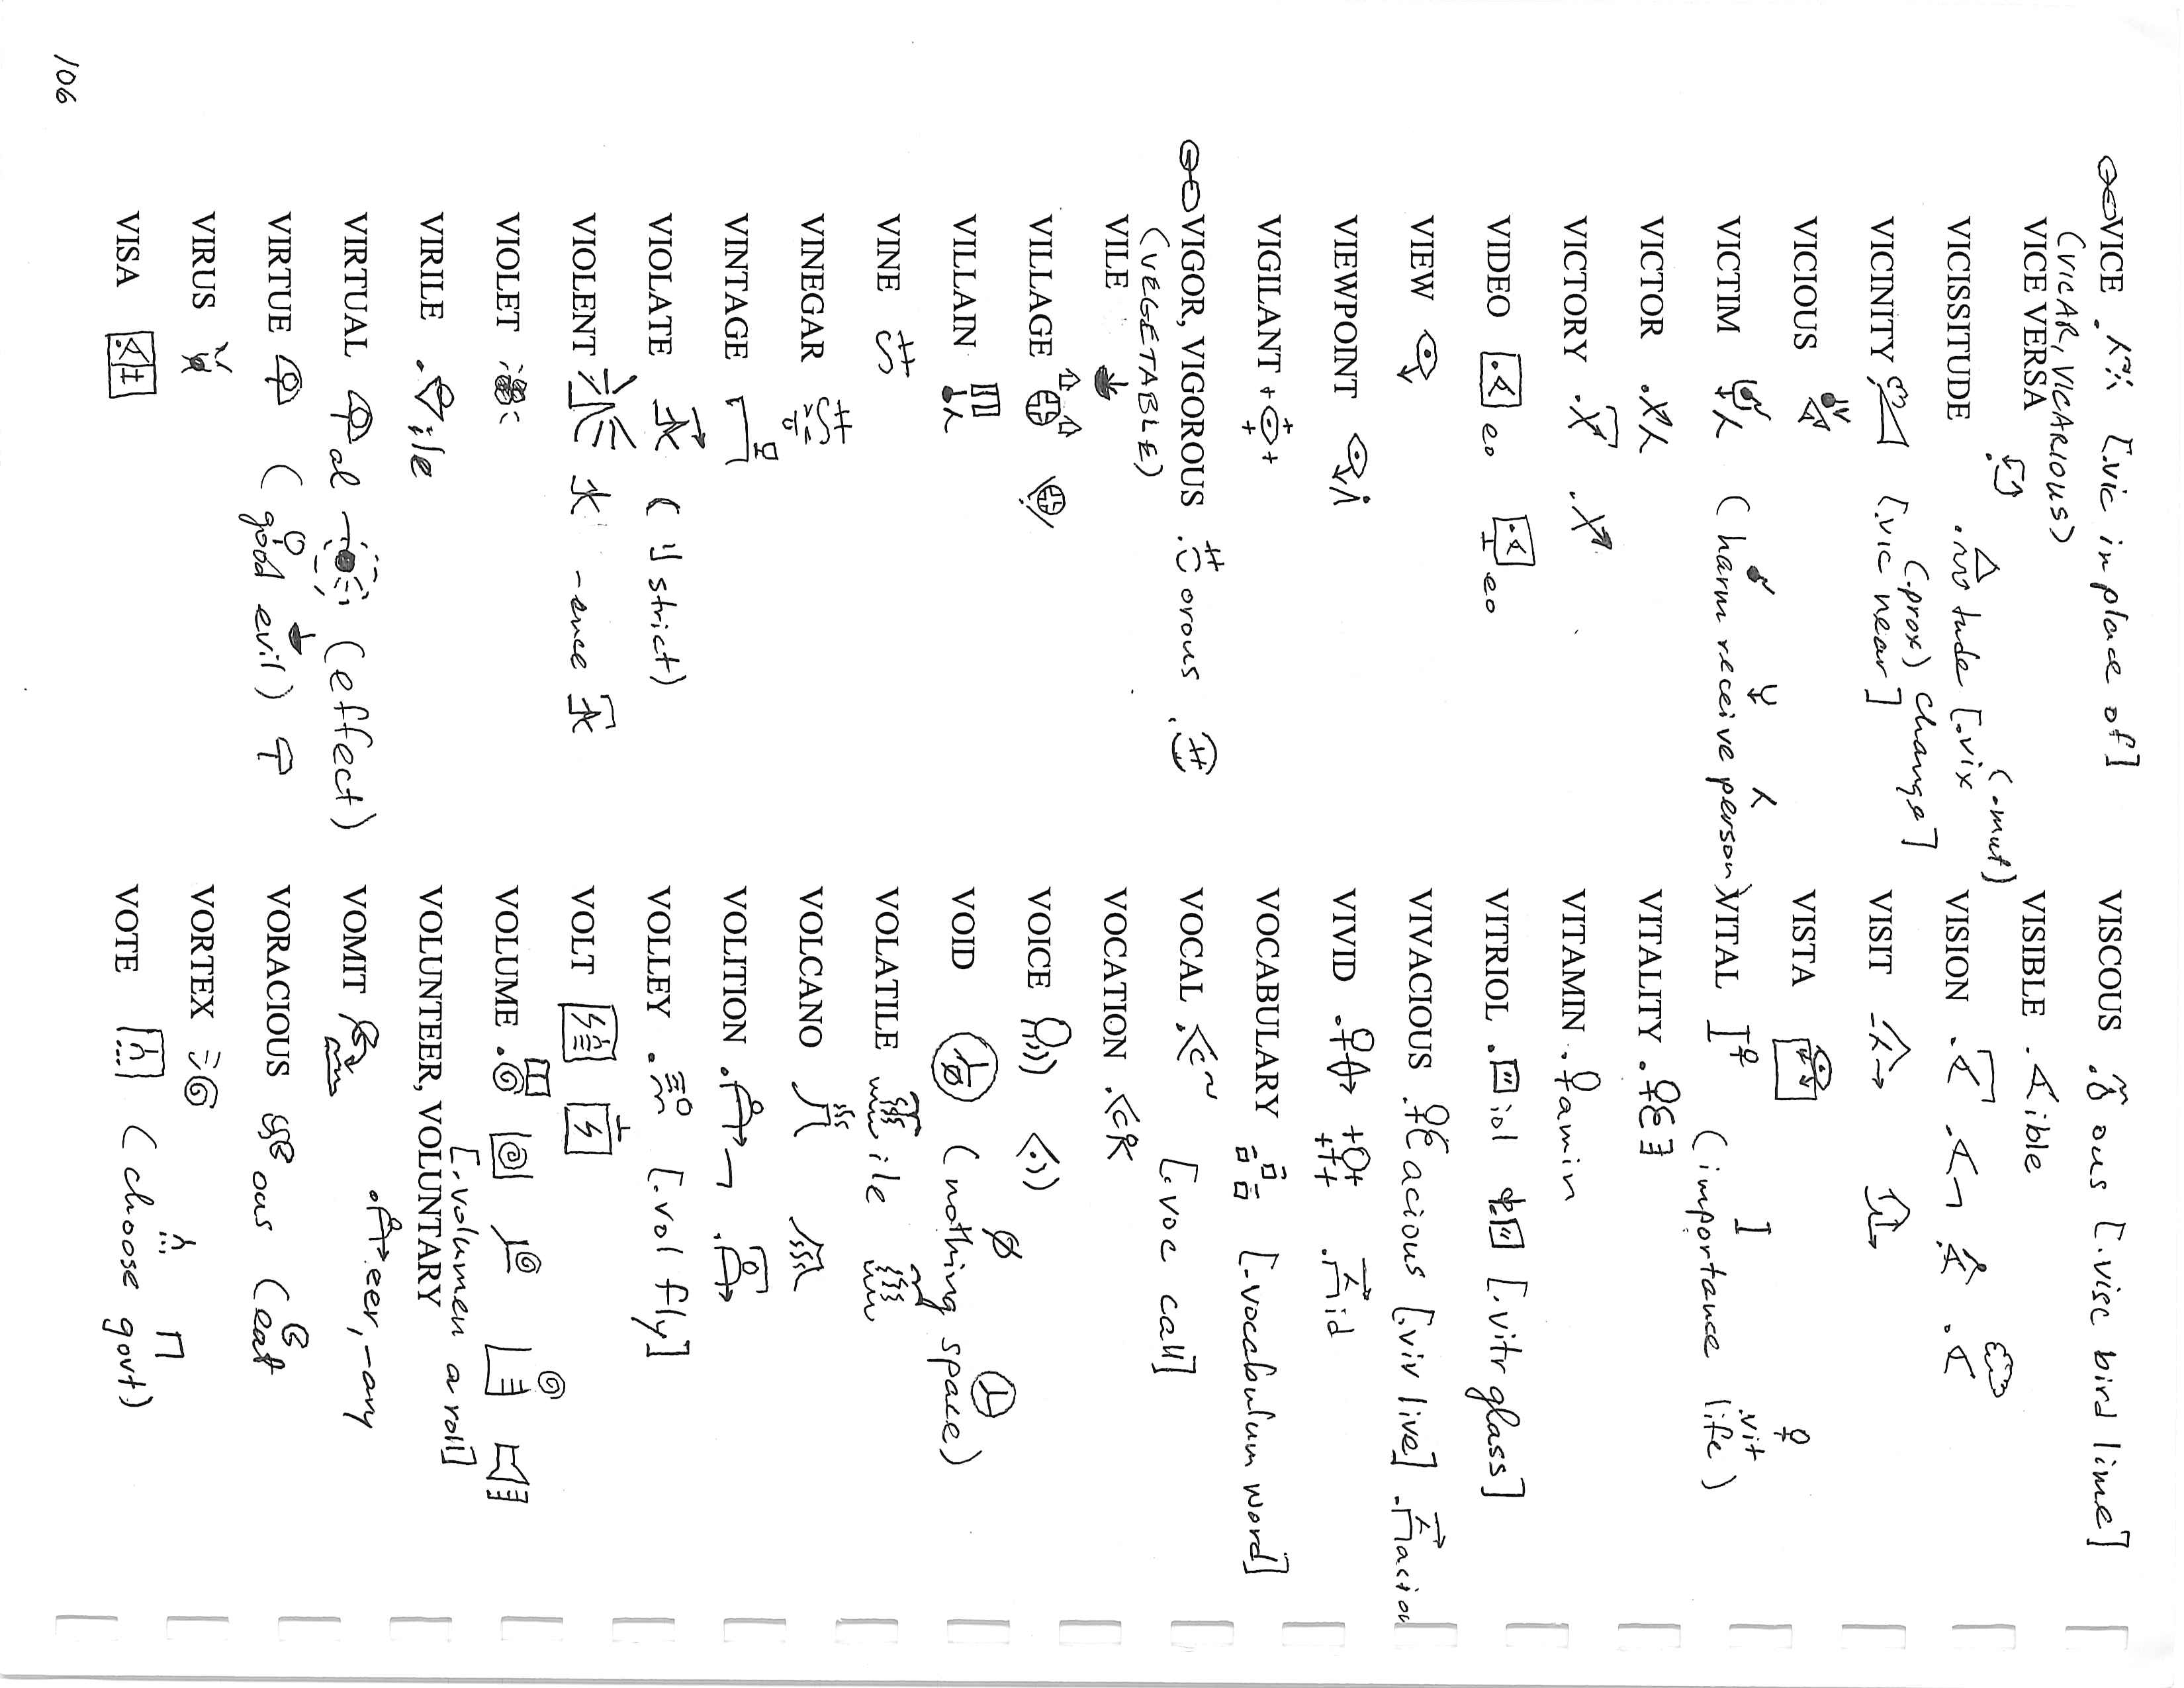 VICE . [.vic in place of]
(VICAR, VICARIOUS)
VICE VERSA
VICISSITUDE . tude [.vix change]
(.mut)
VICINITY [.vic near]
(.prox)
VICIOUS
VICTIM (harm receive person)
VICTOR
VICTORY
VIDEO eo eo
VIEW
VIEWPOINT
VIGILANT
VIGOR, VIGOROUS orous
(VEGETABLE)
VILE
VILLAGE
VILLAIN
VINE
VINEGAR
VINTAGE
VIOLATE ( strict)
VIOLENT -ence
VIOLET
VIRILE ile
VIRTUAL al (effect)
VIRTUE (good evil)
VIRUS
VISA
VISCOUS ous [.visc bird lime]
VISIBLE ible
VISION
VISIT
VISTA
VITAL (importance life)
.vit
VITALITY
VITAMIN amin
VITRIOL iol [.vitr glass]
VIVACIOUS acious [.viv live]
VIVID id
VOCABULARY [.vocabulum word]
VOCAL [.voc call]
VOCATION
VOICE
VOID (nothing space)
VOLATILE ile
VOLCANO
VOLITION
VOLLEY [.vol fly]
VOLT
VOLUME
[.volumen a roll]
VOLUNTEER, VOLUNTARY
eer, -ary
VOMIT
VORACIOUS ous (eat
VORTEX
VOTE (choose govt)
106